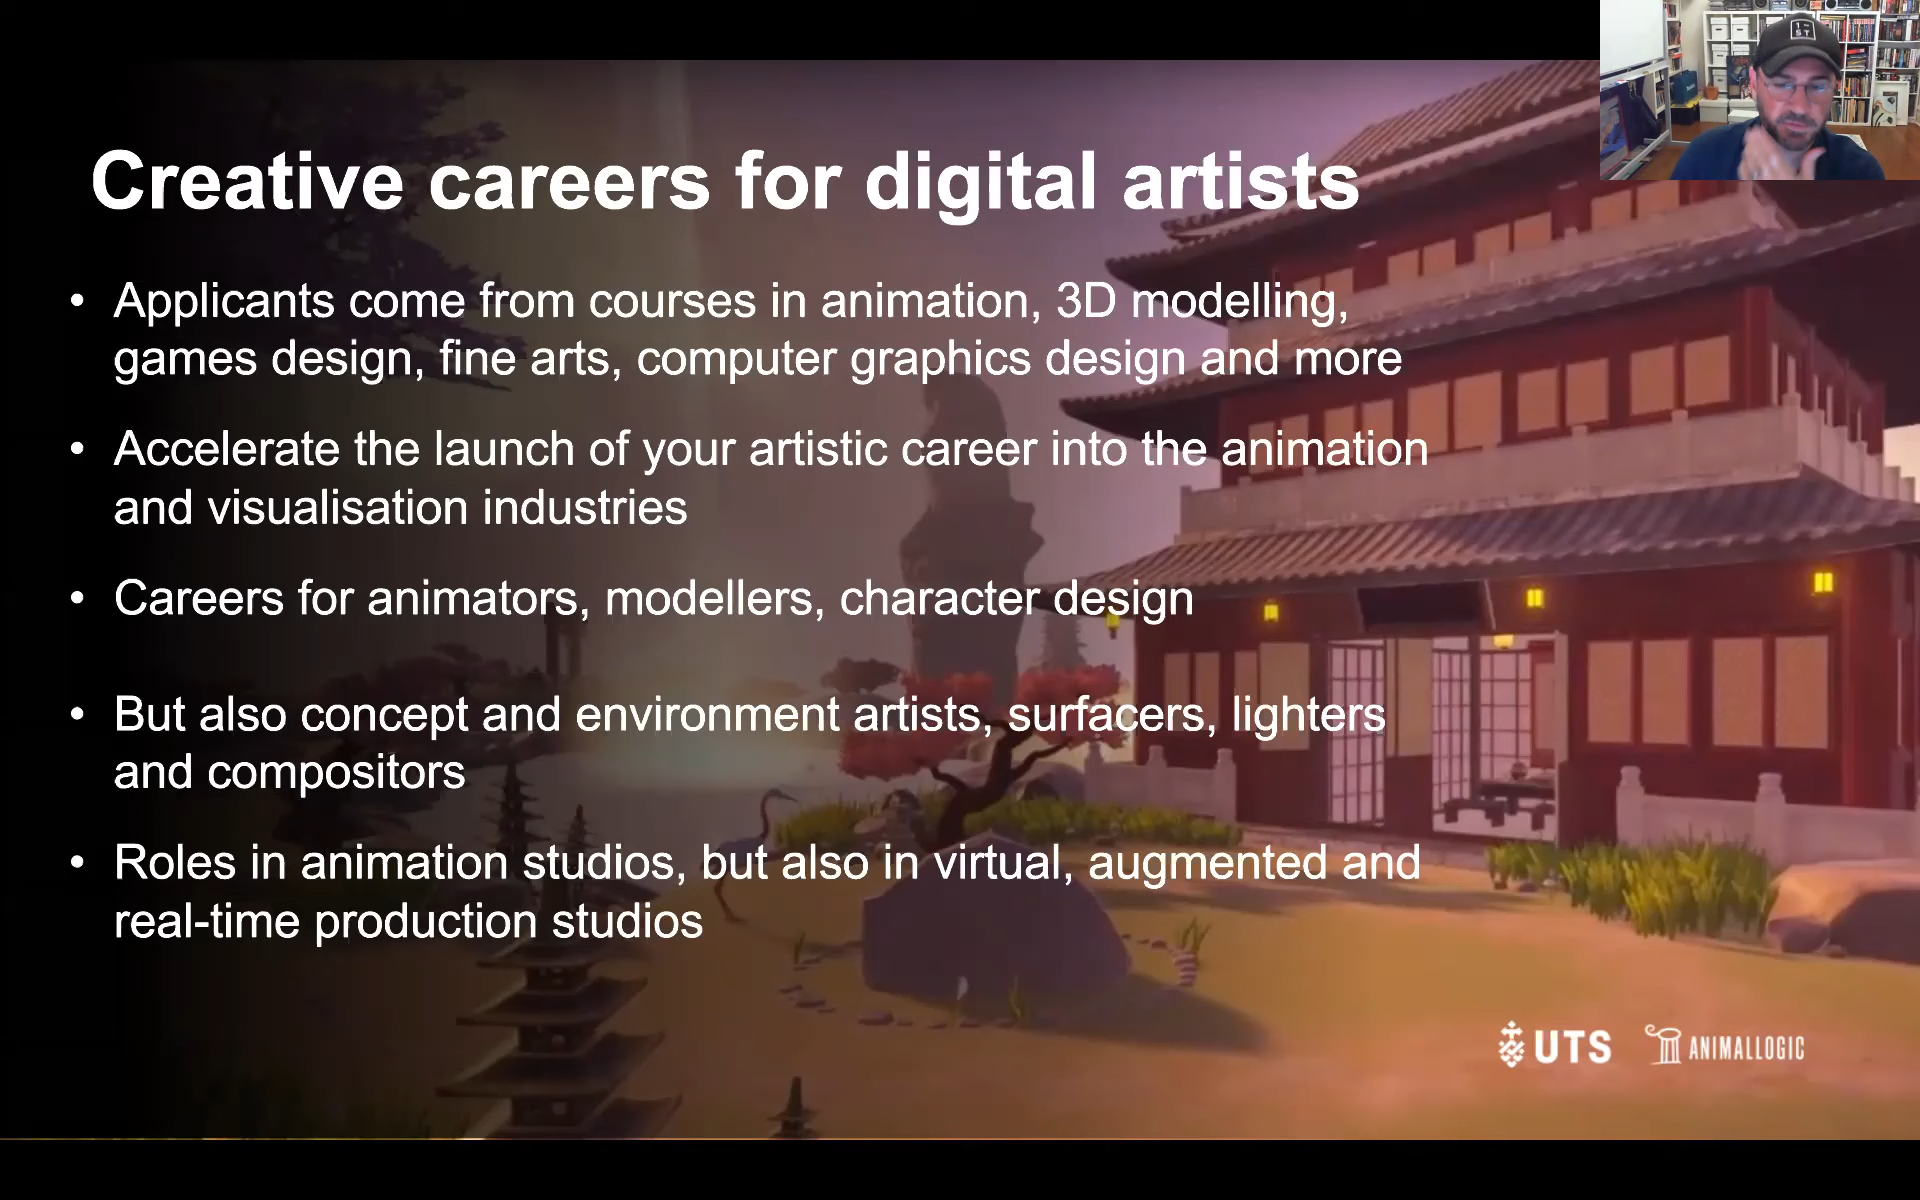 Creative careers for digital artists
• Applicants come from courses in animation, 3D modelling,
games design, fine arts, computer graphics design and more
• Accelerate the launch of your artistic career into the animation
and visualisation industries
• Careers for animators, modellers, character design
• But also concept and environment artists, surfacers, lighters
and compositors
• Roles in animation studios, but also in virtual, augmented and
real-time production studios
UTS
ANIMALLOGIC